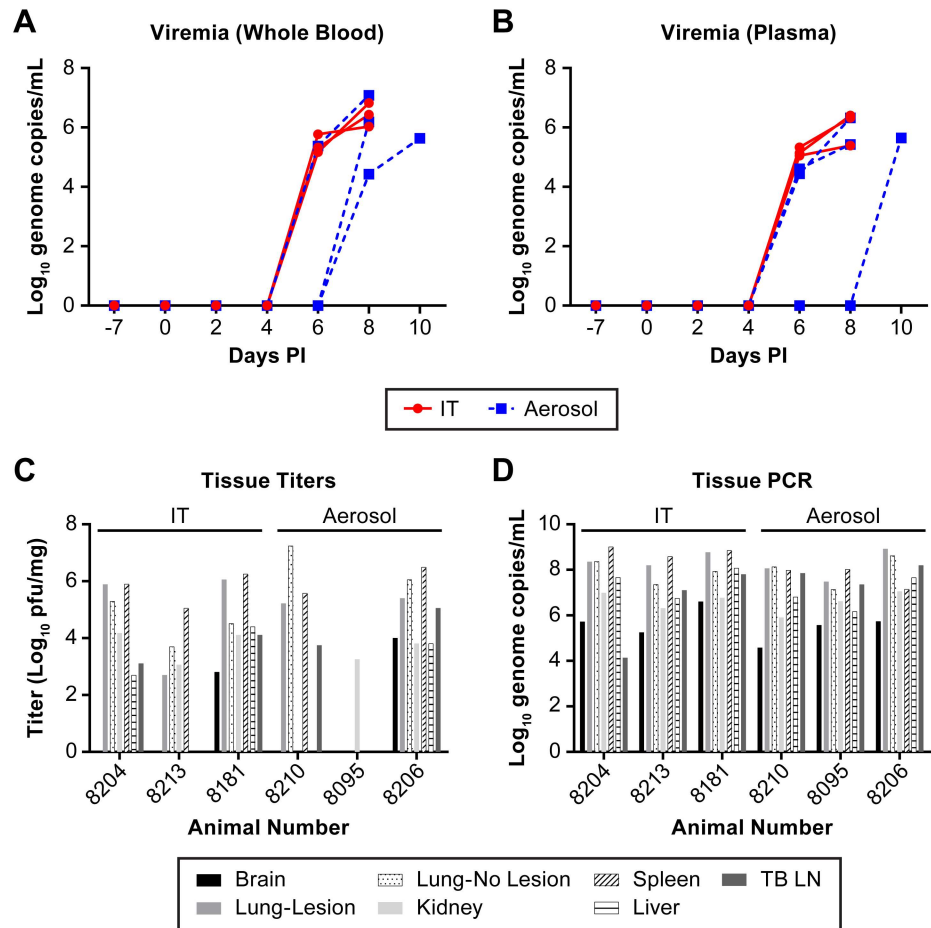 A
Viremia (Whole Blood)
Log₁₀ genome copies/mL
8
6
4
2
0
-7 0 2 4 6 8 10
Days PI
B
Viremia (Plasma)
Log₁₀ genome copies/mL
8
6
4
2
0
-7 0 2 4 6 8 10
Days PI
IT Aerosol
C
Tissue Titers
IT Aerosol
Titer (Log₁₀ pfu/mg)
8
6
4
2
0
8204 8213 8181 8210 8095 8206
Animal Number
D
Tissue PCR
IT Aerosol
Log₁₀ genome copies/mL
10
8
6
4
2
0
8204 8213 8181 8210 8095 8206
Animal Number
Brain Lung-No Lesion Spleen TB LN
Lung-Lesion Kidney Liver